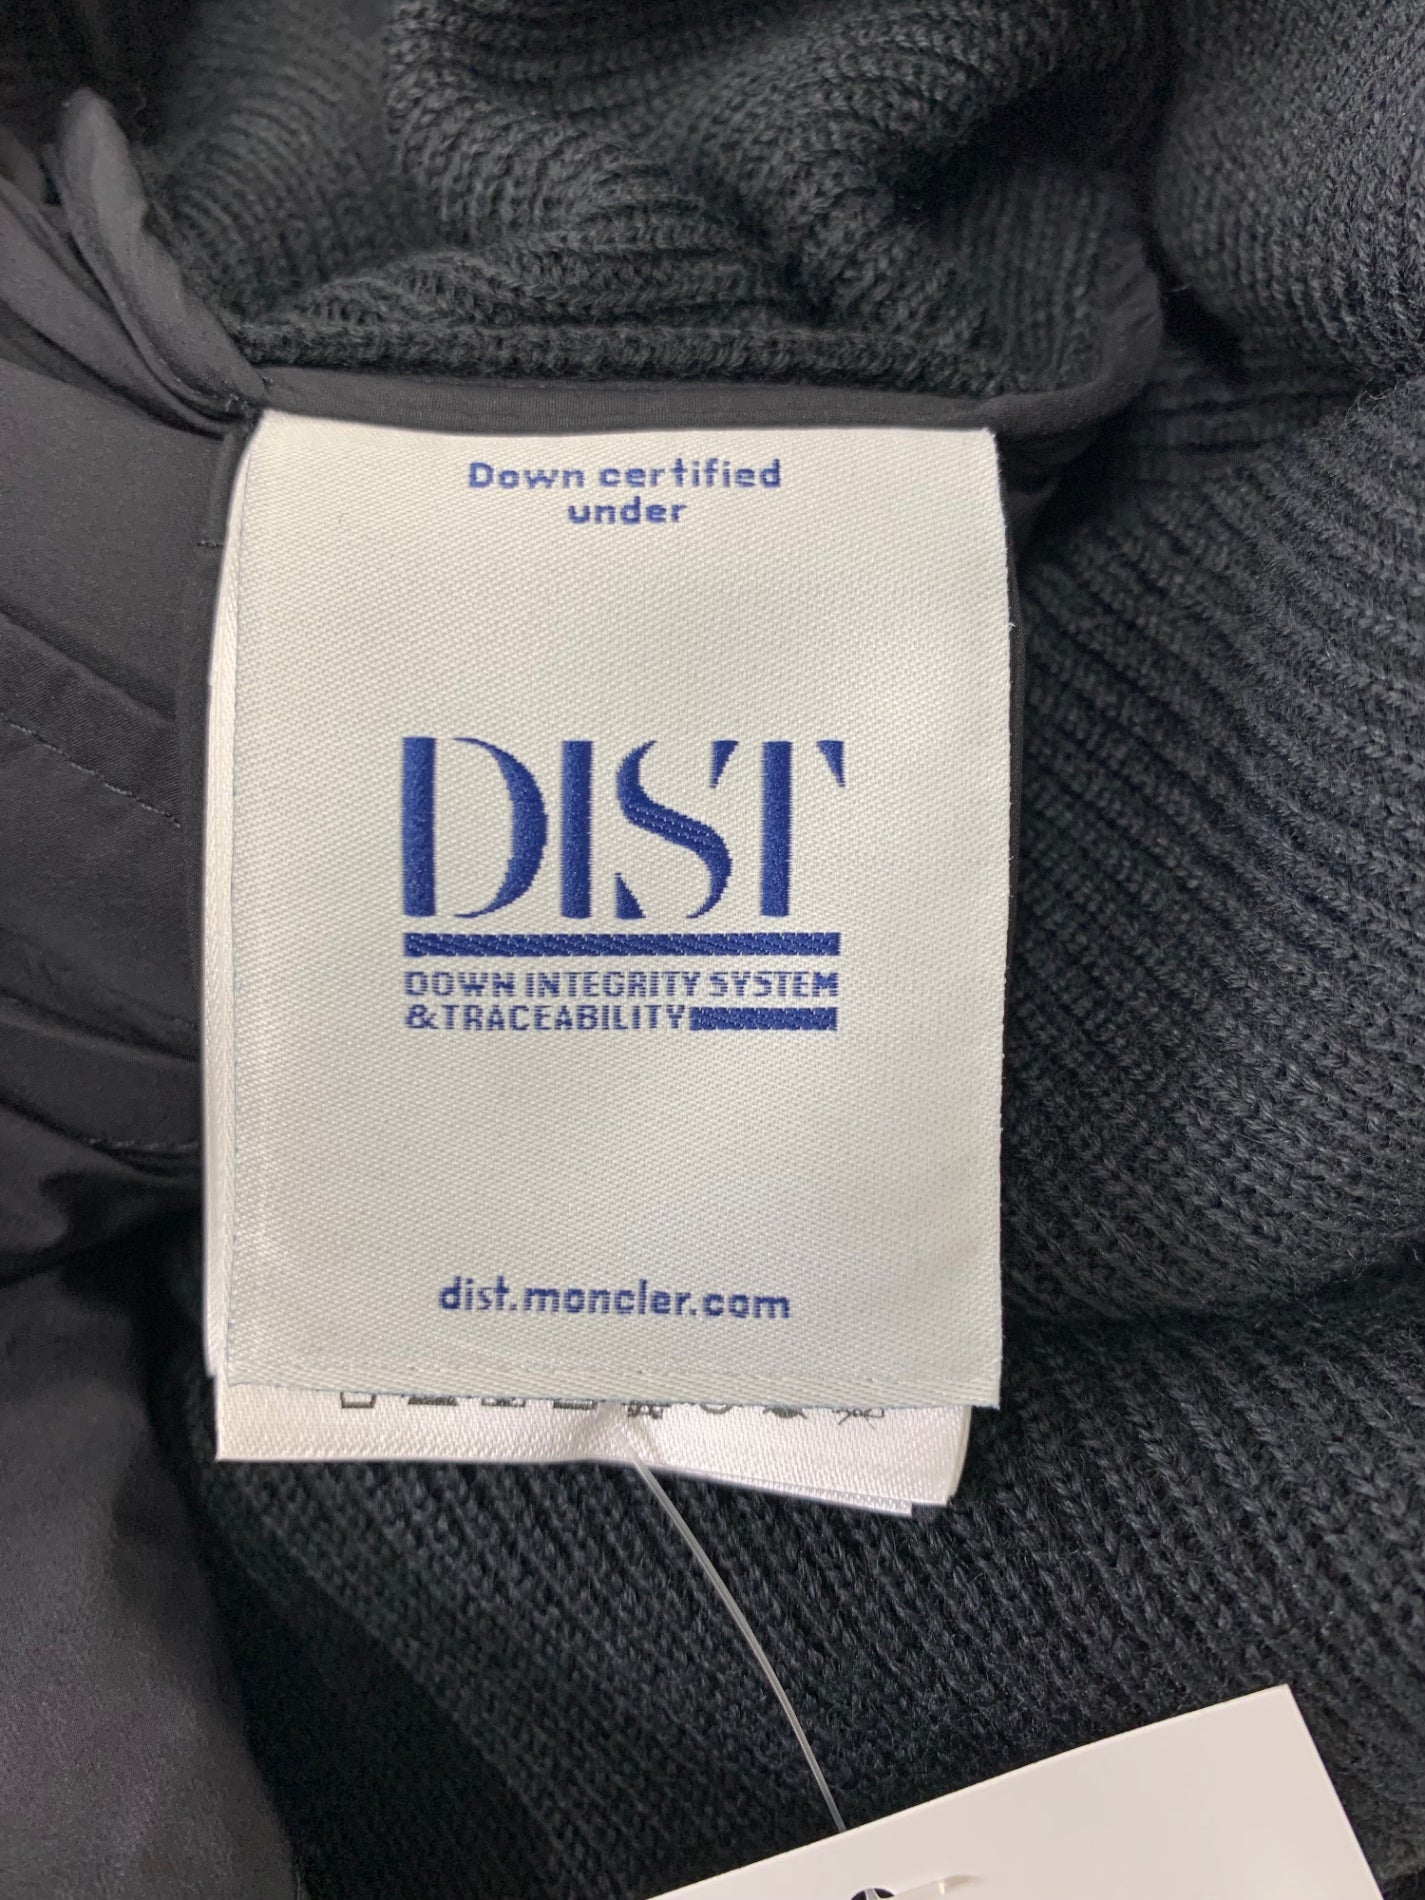 Down certified
under
DIST
DOWN INTEGRITY SYSTEM
&TRACEABILITY
dist.moncler.com